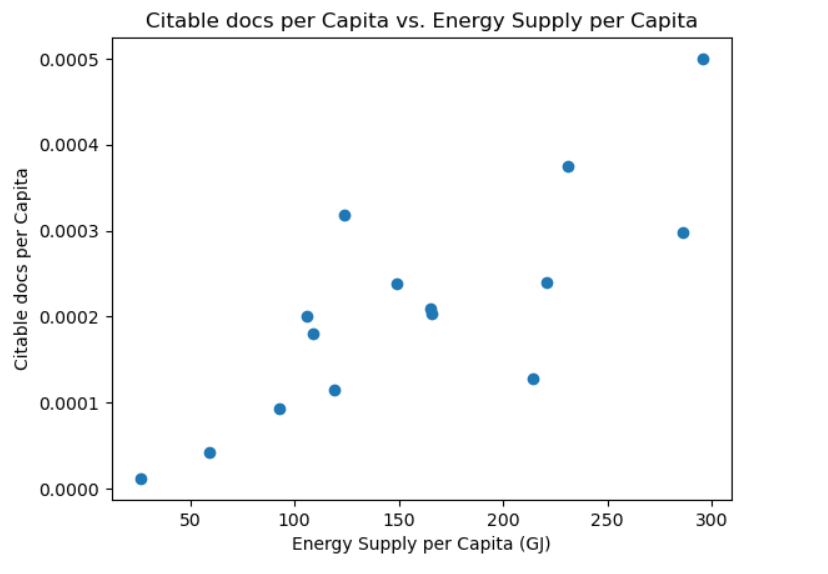 Citable docs per Capita vs. Energy Supply per Capita
0.0005
0.0004
0.0003
0.0002
0.0001
0.0000
Citable docs per Capita
50 100 150 200 250 300
Energy Supply per Capita (GJ)